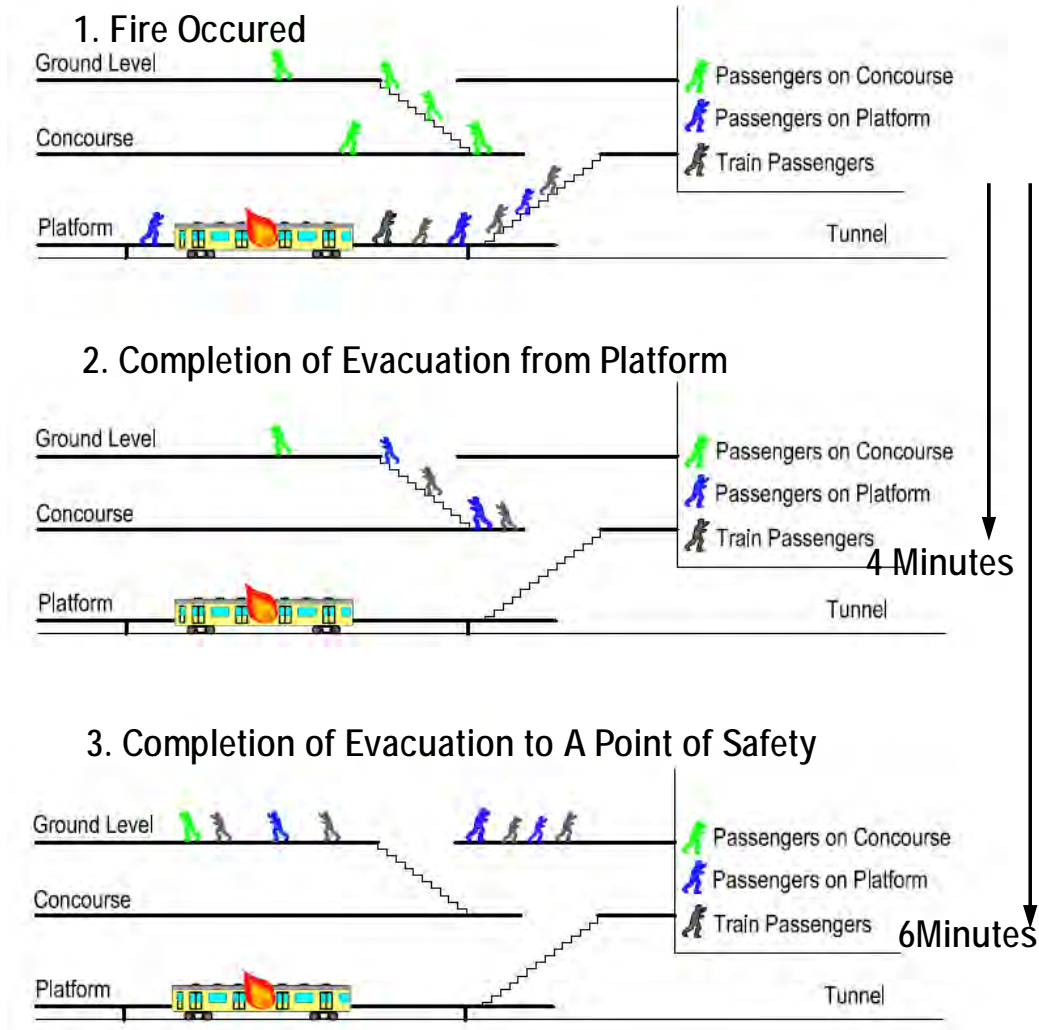 1. Fire Occured
Ground Level
Concourse
Platform
Tunnel
Passengers on Concourse
Passengers on Platform
Train Passengers
2. Completion of Evacuation from Platform
Ground Level
Concourse
Platform
Tunnel
Passengers on Concourse
Passengers on Platform
Train Passengers
4 Minutes
3. Completion of Evacuation to A Point of Safety
Ground Level
Concourse
Platform
Tunnel
Passengers on Concourse
Passengers on Platform
Train Passengers
6Minutes